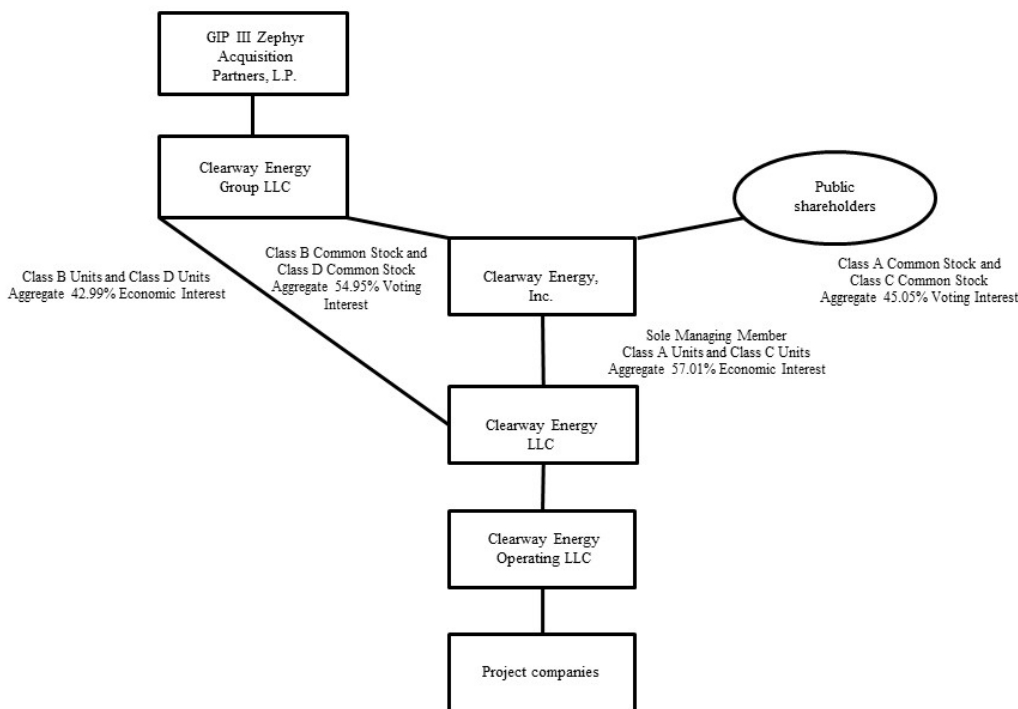 GIP III Zephyr
Acquisition
Partners, L.P.
Clearway Energy
Group LLC
Public
shareholders
Class B Units and Class D Units
Aggregate 42.99% Economic Interest
Class B Common Stock and
Class D Common Stock
Aggregate 54.95% Voting
Interest
Clearway Energy,
Inc.
Class A Common Stock and
Class C Common Stock
Aggregate 45.05% Voting Interest
Sole Managing Member
Class A Units and Class C Units
Aggregate 57.01% Economic Interest
Clearway Energy
LLC
Clearway Energy
Operating LLC
Project companies